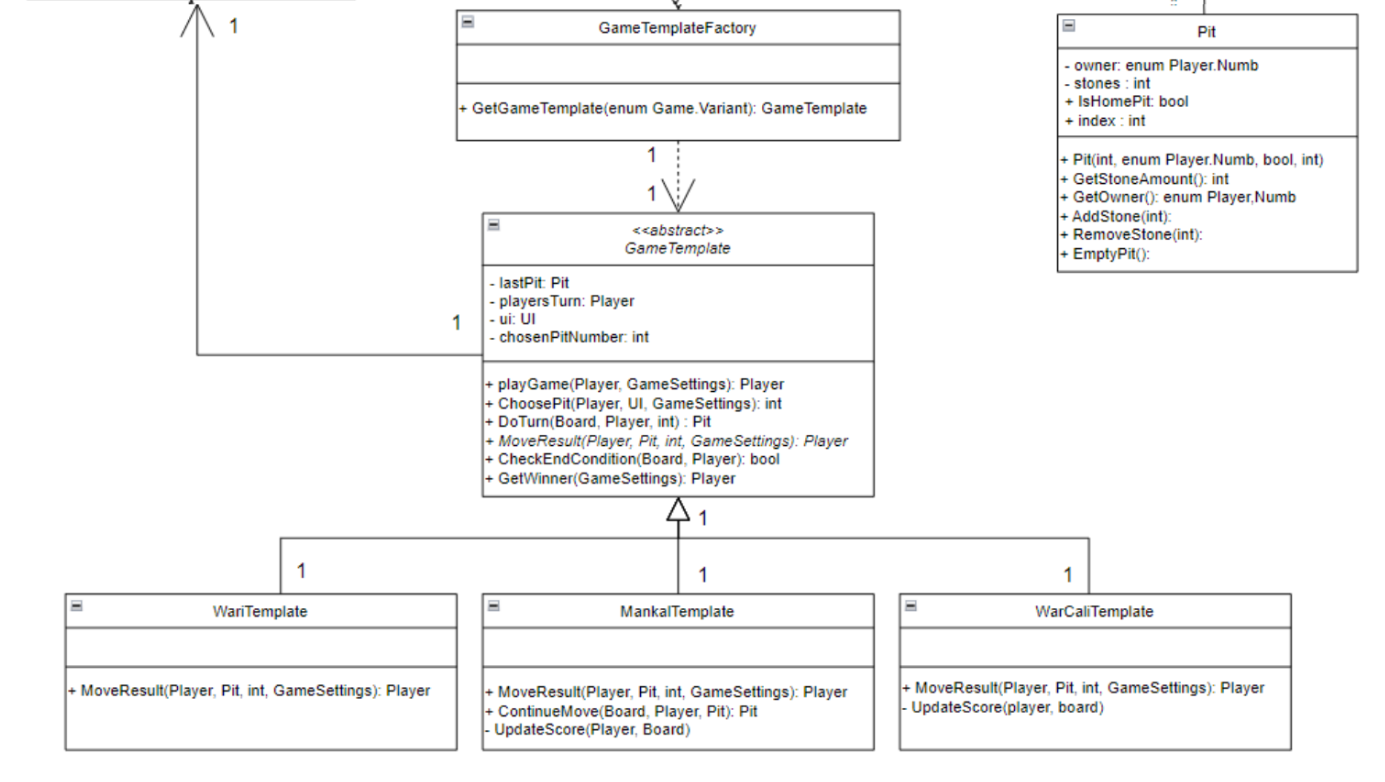 1
GameTemplateFactory
+ GetGameTemplate(enum Game.Variant): GameTemplate
1
1
Pit
- owner: enum Player.Numb
- stones : int
+ IsHomePit: bool
+ index : int
+ Pit(int, enum Player.Numb, bool, int)
+ GetStoneAmount(): int
+ GetOwner(): enum Player,Numb
+ AddStone(int):
+ RemoveStone(int):
+ EmptyPit():
<<abstract>>
GameTemplate
- lastPit: Pit
- playersTurn: Player
- ui: UI
- chosenPitNumber: int
1
+ playGame(Player, GameSettings): Player
+ ChoosePit(Player, UI, GameSettings): int
+ DoTurn(Board, Player, int) : Pit
+ MoveResult(Player, Pit, int, GameSettings): Player
+ CheckEndCondition(Board, Player): bool
+ GetWinner(GameSettings): Player
1
1
1
1
WariTemplate
+ MoveResult(Player, Pit, int, GameSettings): Player
MankalTemplate
+ MoveResult(Player, Pit, int, GameSettings): Player
+ ContinueMove(Board, Player, Pit): Pit
- UpdateScore(Player, Board)
WarCaliTemplate
+ MoveResult(Player, Pit, int, GameSettings): Player
- UpdateScore(player, board)